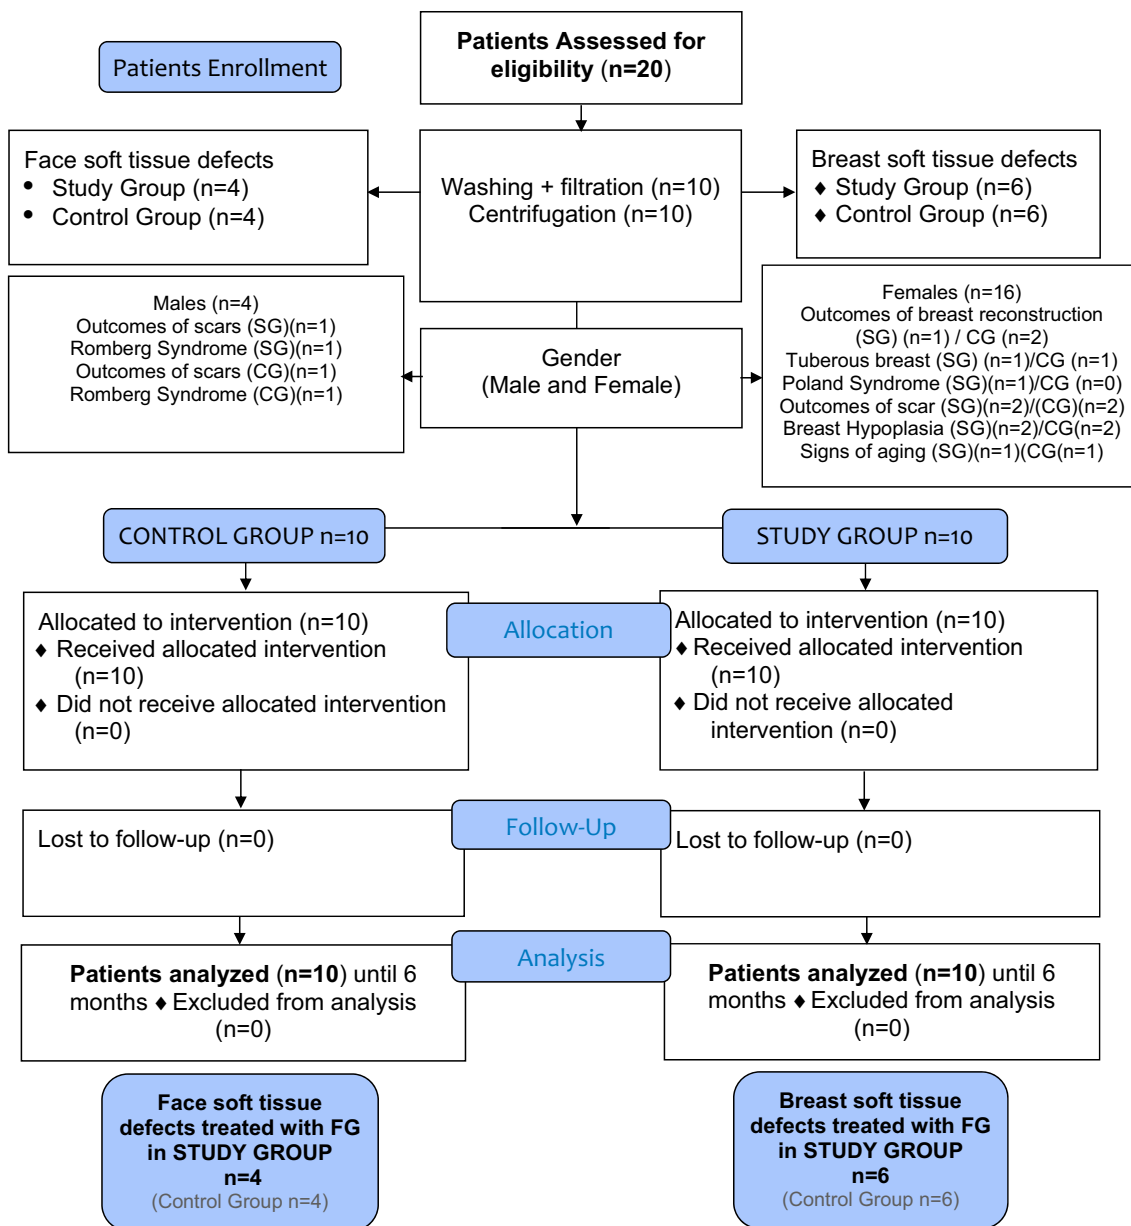 Patients Enrollment
Patients Assessed for
eligibility (n=20)
Face soft tissue defects
• Study Group (n=4)
• Control Group (n=4)
Washing + filtration (n=10)
Centrifugation (n=10)
Breast soft tissue defects
♦ Study Group (n=6)
♦ Control Group (n=6)
Males (n=4)
Outcomes of scars (SG)(n=1)
Romberg Syndrome (SG)(n=1)
Outcomes of scars (CG)(n=1)
Romberg Syndrome (CG)(n=1)
Gender
(Male and Female)
Females (n=16)
Outcomes of breast reconstruction
(SG) (n=1) / CG (n=2)
Tuberous breast (SG) (n=1)/CG (n=1)
Poland Syndrome (SG)(n=1)/CG (n=0)
Outcomes of scar (SG)(n=2)/(CG)(n=2)
Breast Hypoplasia (SG)(n=2)/CG(n=2)
Signs of aging (SG)(n=1)(CG(n=1)
CONTROL GROUP n=10
STUDY GROUP n=10
Allocated to intervention (n=10)
♦ Received allocated intervention
(n=10)
♦ Did not receive allocated intervention
(n=0)
Allocation
Allocated to intervention (n=10)
♦ Received allocated intervention
(n=10)
♦ Did not receive allocated
intervention (n=0)
Lost to follow-up (n=0)
Follow-Up
Lost to follow-up (n=0)
Patients analyzed (n=10) until 6
months ♦ Excluded from analysis
(n=0)
Analysis
Patients analyzed (n=10) until 6
months ♦ Excluded from analysis
(n=0)
Face soft tissue
defects treated with FG
in STUDY GROUP
n=4
(Control Group n=4)
Breast soft tissue
defects treated with FG
in STUDY GROUP
n=6
(Control Group n=6)